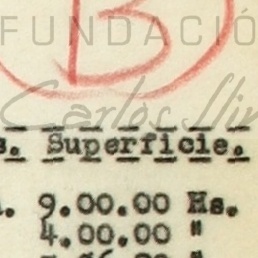 B
FUNDACIÓ
Carlos Slim
s. Superficie.
9.00.00 Hs.
4.00.00 "